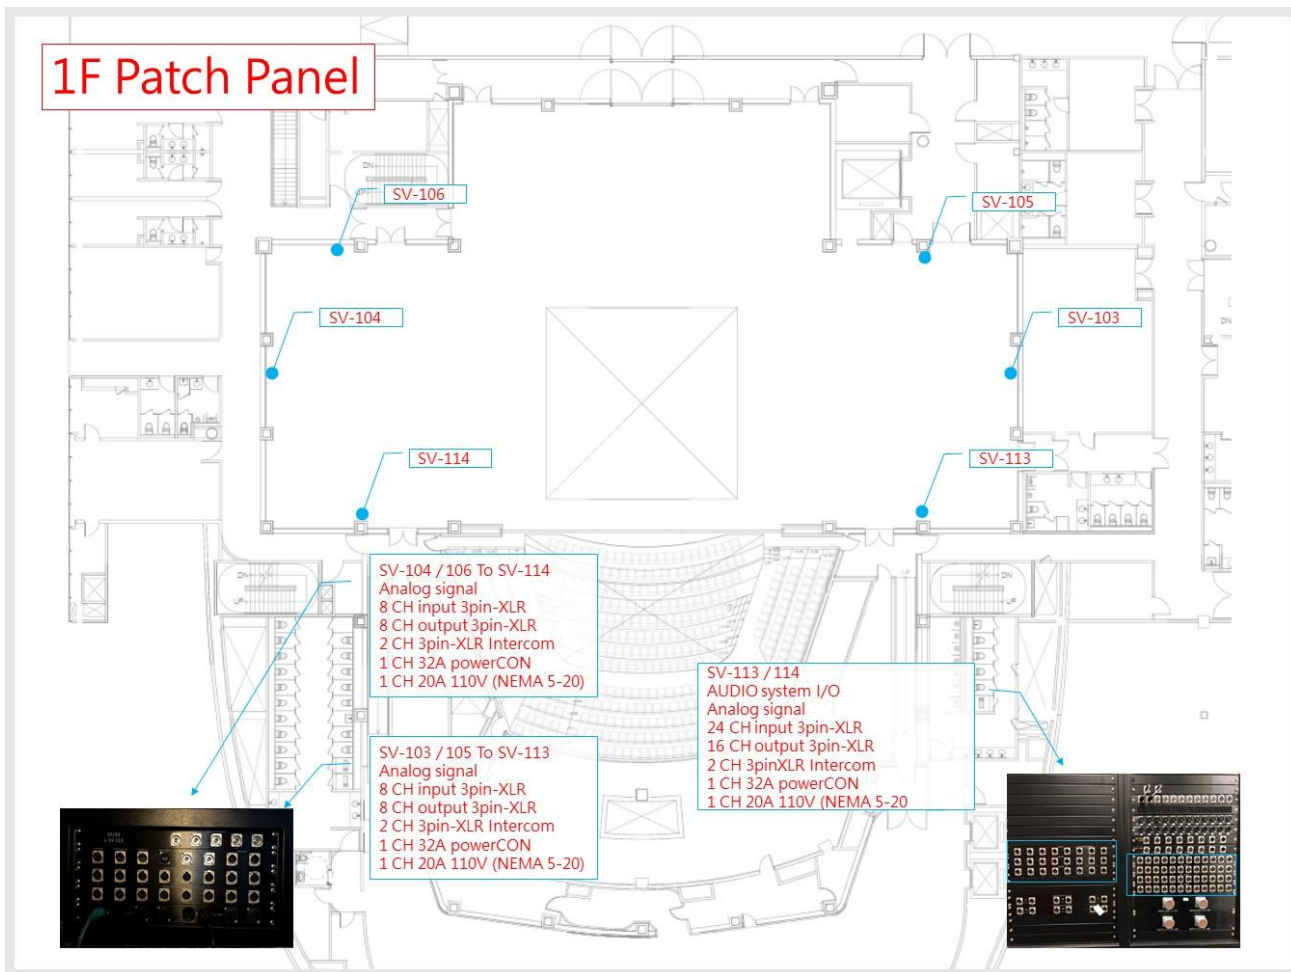 1F Patch Panel
SV-106
SV-105
SV-104
SV-103
SV-114
SV-113
SV-104 / 106 To SV-114
Analog signal
8 CH input 3pin-XLR
8 CH output 3pin-XLR
2 CH 3pin-XLR Intercom
1 CH 32A powerCON
1 CH 20A 110V (NEMA 5-20)
SV-103 / 105 To SV-113
Analog signal
8 CH input 3pin-XLR
8 CH output 3pin-XLR
2 CH 3pin-XLR Intercom
1 CH 32A powerCON
1 CH 20A 110V (NEMA 5-20)
SV-113 / 114
AUDIO system I/O
Analog signal
24 CH input 3pin-XLR
16 CH output 3pin-XLR
2 CH 3pinXLR Intercom
1 CH 32A powerCON
1 CH 20A 110V (NEMA 5-20
DN
DN
UP